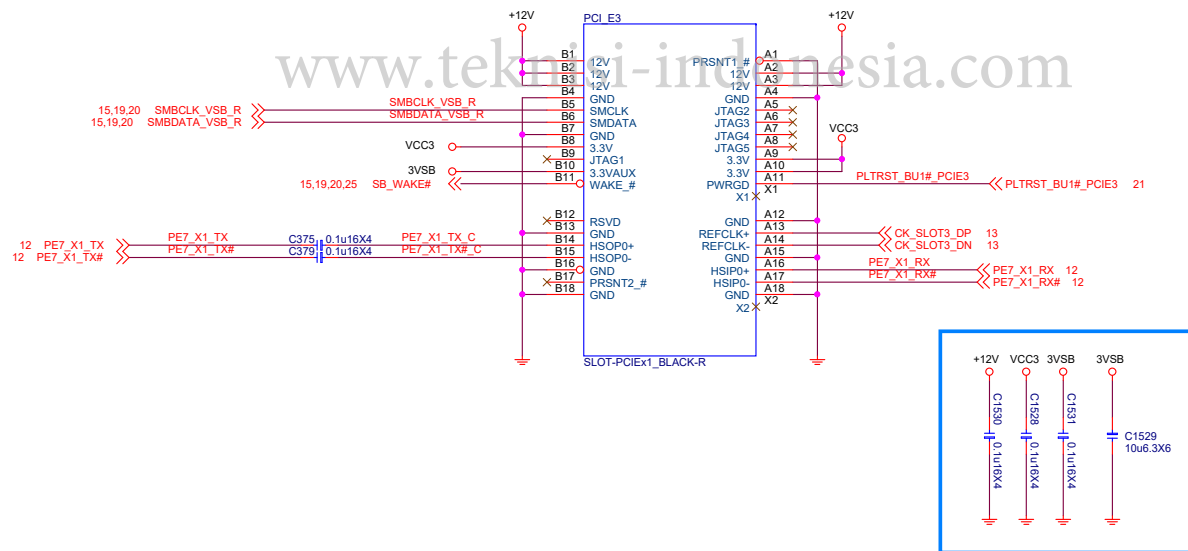 www.teknisi-indonesia.com
+12V
PCI_E3
+12V
B1 12V PRSNT1_# A1
B2 12V 12V A2
B3 12V 12V A3
B4 GND GND A4
15,19,20 SMBCLK_VSB_R SMBCLK_VSB_R B5 SMCLK JTAG2 A5
15,19,20 SMBDATA_VSB_R SMBDATA_VSB_R B6 SMDATA JTAG3 A6
B7 GND JTAG4 A7
VCC3 B8 3.3V JTAG5 A8 VCC3
B9 JTAG1 3.3V A9
3VSB B10 3.3VAUX 3.3V A10
15,19,20,25 SB_WAKE# B11 WAKE_# PWRGD A11 PLTRST_BU1#_PCIE3 PLTRST_BU1#_PCIE3 21
X1 X1
B12 RSVD GND A12
B13 GND REFCLK+ A13 CK_SLOT3_DP 13
12 PE7_X1_TX PE7_X1_TX C375 0.1u16X4 PE7_X1_TX_C B14 HSOP0+ REFCLK- A14 CK_SLOT3_DN 13
12 PE7_X1_TX# PE7_X1_TX# C379 0.1u16X4 PE7_X1_TX#_C B15 HSOP0- GND A15
B16 GND HSIP0+ A16 PE7_X1_RX PE7_X1_RX 12
B17 PRSNT2_# HSIP0- A17 PE7_X1_RX# PE7_X1_RX# 12
B18 GND GND A18
X2 X2
SLOT-PCIEx1_BLACK-R
+12V VCC3 3VSB 3VSB
C1530 0.1u16X4
C1528 0.1u16X4
C1531 0.1u16X4
C1529
10u6.3X6